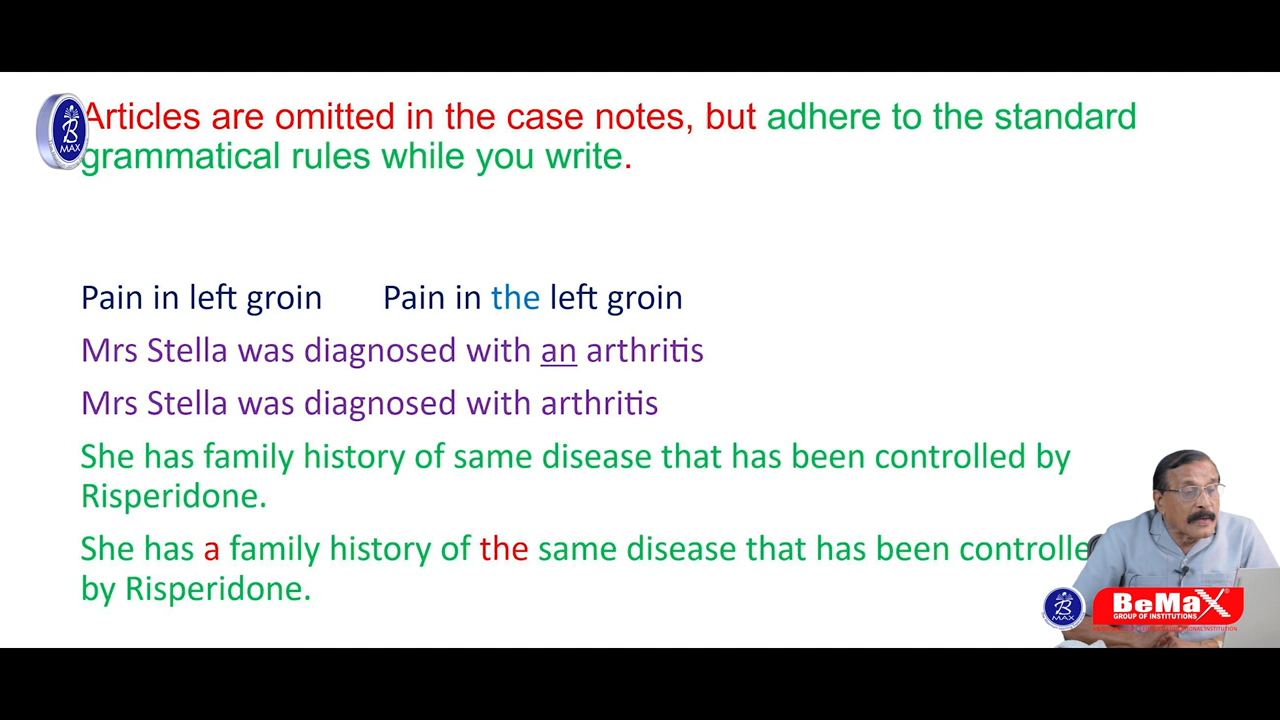 Articles are omitted in the case notes, but adhere to the standard
grammatical rules while you write.
Pain in left groin Pain in the left groin
Mrs Stella was diagnosed with an arthritis
Mrs Stella was diagnosed with arthritis
She has family history of same disease that has been controlled by
Risperidone.
She has a family history of the same disease that has been controlle
by Risperidone.
B
MAX
B
MAX
BeMaX
GROUP OF INSTITUTIONS